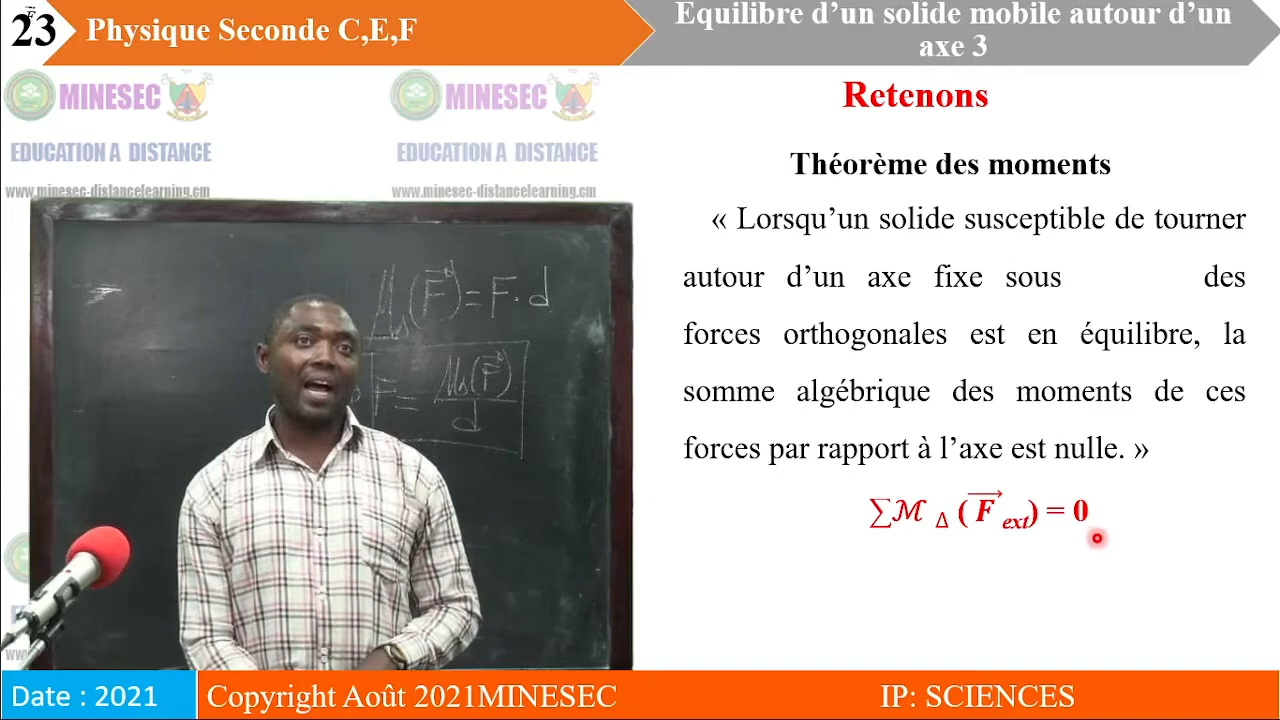 23
Physique Seconde C,E,F
Equilibre d’un solide mobile autour d’un
axe 3
MINESEC
MINESEC
EDUCATION A DISTANCE
EDUCATION A DISTANCE
www.minesec-distancelearning.cm
www.minesec-distancelearning.cm
Retenons
Théorème des moments
« Lorsqu’un solide susceptible de tourner
autour d’un axe fixe sous des
forces orthogonales est en équilibre, la
somme algébrique des moments de ces
forces par rapport à l’axe est nulle. »
∑ℳ Δ (F⃗ ext) = 0
M_Δ(F⃗) = F . d
F = M_Δ(F⃗) / d
Date : 2021
Copyright Août 2021MINESEC
IP: SCIENCES